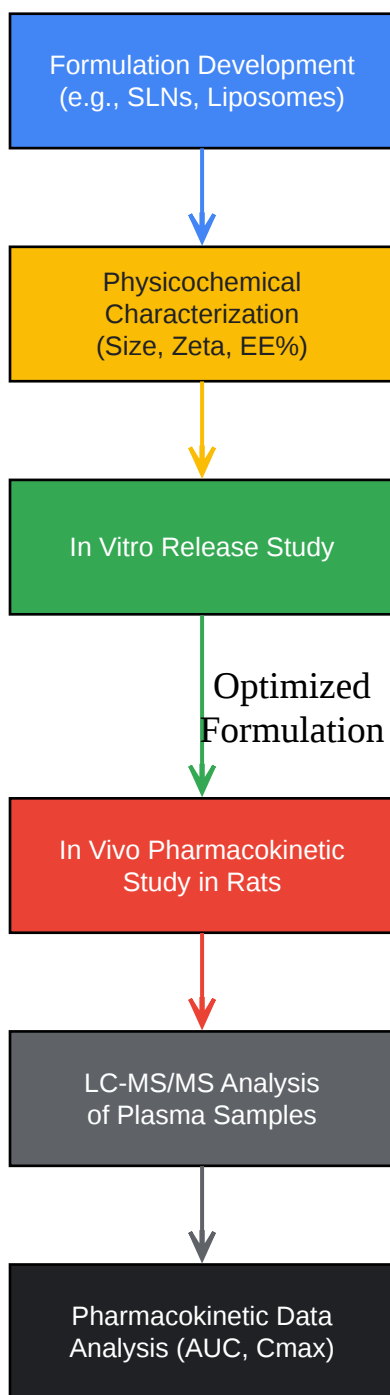 Formulation Development
(e.g., SLNs, Liposomes)
Physicochemical
Characterization
(Size, Zeta, EE%)
In Vitro Release Study
Optimized
Formulation
In Vivo Pharmacokinetic
Study in Rats
LC-MS/MS Analysis
of Plasma Samples
Pharmacokinetic Data
Analysis (AUC, Cmax)